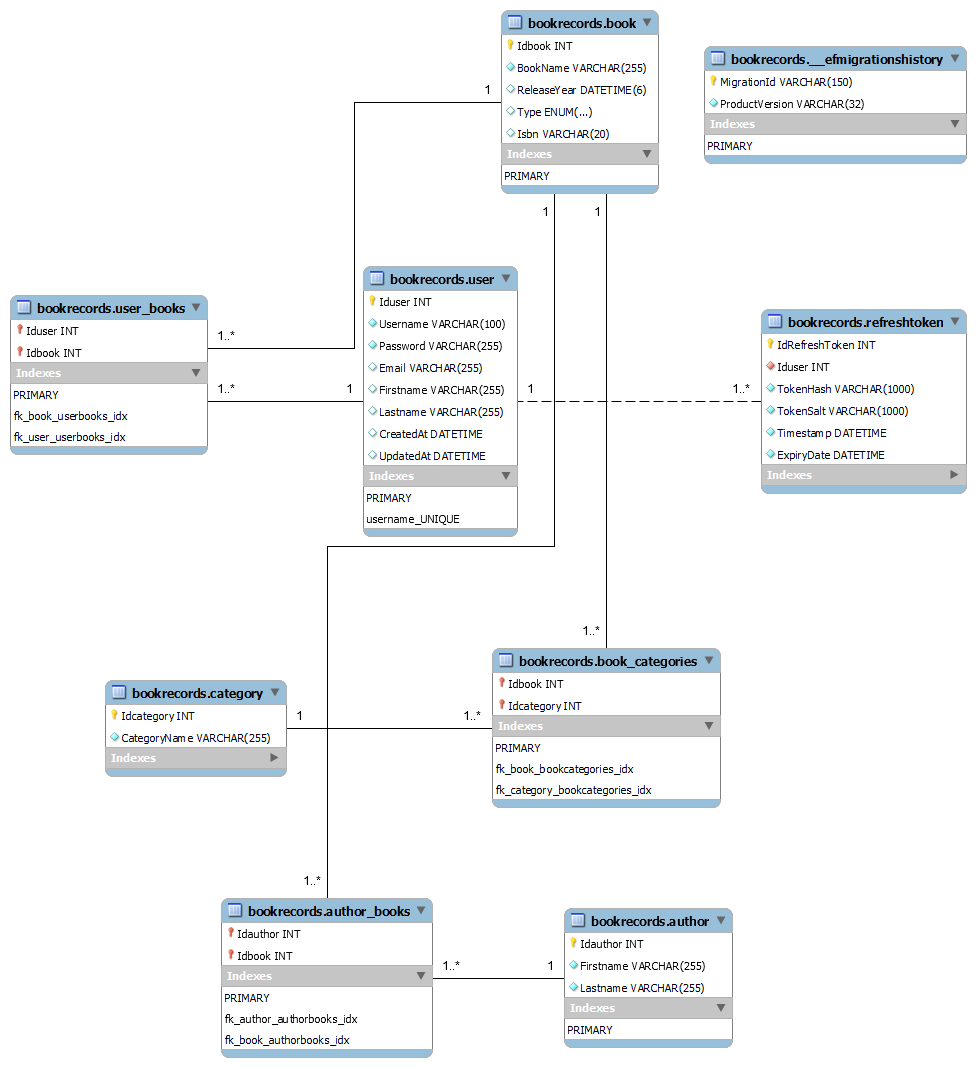 bookrecords.book
Idbook INT
BookName VARCHAR(255)
ReleaseYear DATETIME(6)
Type ENUM(...)
Isbn VARCHAR(20)
Indexes
PRIMARY
bookrecords.__efmigrationshistory
MigrationId VARCHAR(150)
ProductVersion VARCHAR(32)
Indexes
PRIMARY
1
1
1
bookrecords.user
Iduser INT
Username VARCHAR(100)
Password VARCHAR(255)
Email VARCHAR(255)
Firstname VARCHAR(255)
Lastname VARCHAR(255)
CreatedAt DATETIME
UpdatedAt DATETIME
Indexes
PRIMARY
username_UNIQUE
bookrecords.user_books
Iduser INT
Idbook INT
Indexes
PRIMARY
fk_book_userbooks_idx
fk_user_userbooks_idx
1..*
1..*
1
1
1..*
bookrecords.refreshtoken
IdRefreshToken INT
Iduser INT
TokenHash VARCHAR(1000)
TokenSalt VARCHAR(1000)
Timestamp DATETIME
ExpiryDate DATETIME
Indexes
1..*
bookrecords.book_categories
Idbook INT
Idcategory INT
Indexes
PRIMARY
fk_book_bookcategories_idx
fk_category_bookcategories_idx
bookrecords.category
Idcategory INT
CategoryName VARCHAR(255)
Indexes
1
1..*
1..*
bookrecords.author_books
Idauthor INT
Idbook INT
Indexes
PRIMARY
fk_author_authorbooks_idx
fk_book_authorbooks_idx
1..*
1
bookrecords.author
Idauthor INT
Firstname VARCHAR(255)
Lastname VARCHAR(255)
Indexes
PRIMARY